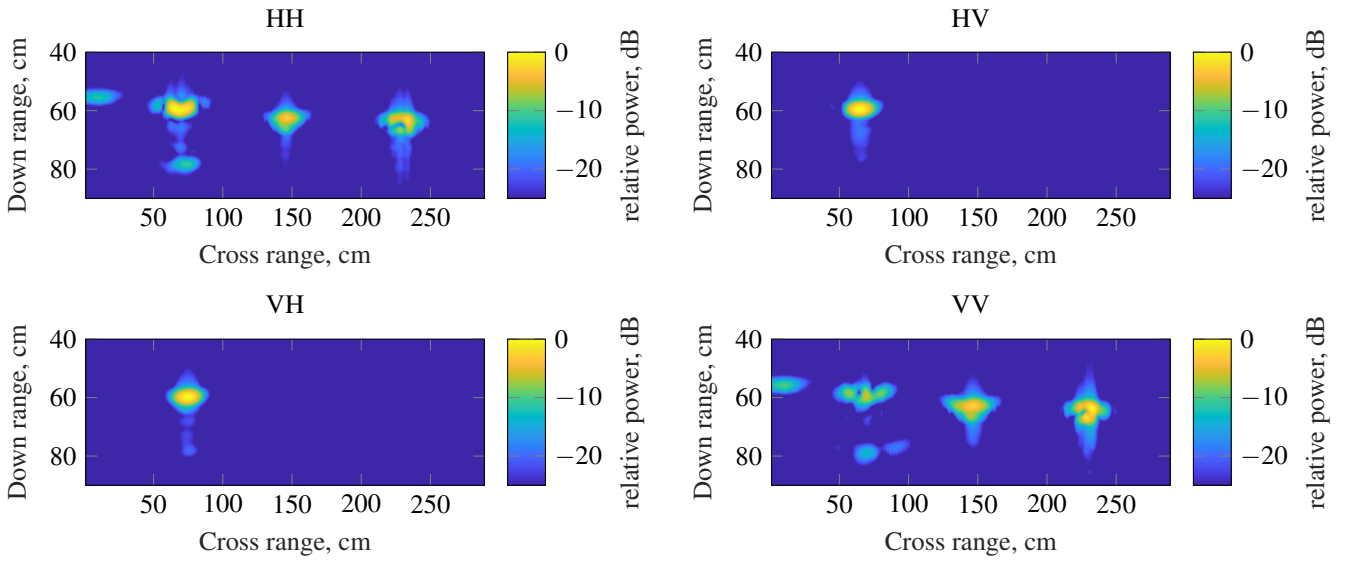 HH
40
60
80
Down range, cm
50 100 150 200 250
Cross range, cm
0
−10
−20
relative power, dB
HV
40
60
80
Down range, cm
50 100 150 200 250
Cross range, cm
0
−10
−20
relative power, dB
VH
40
60
80
Down range, cm
50 100 150 200 250
Cross range, cm
0
−10
−20
relative power, dB
VV
40
60
80
Down range, cm
50 100 150 200 250
Cross range, cm
0
−10
−20
relative power, dB